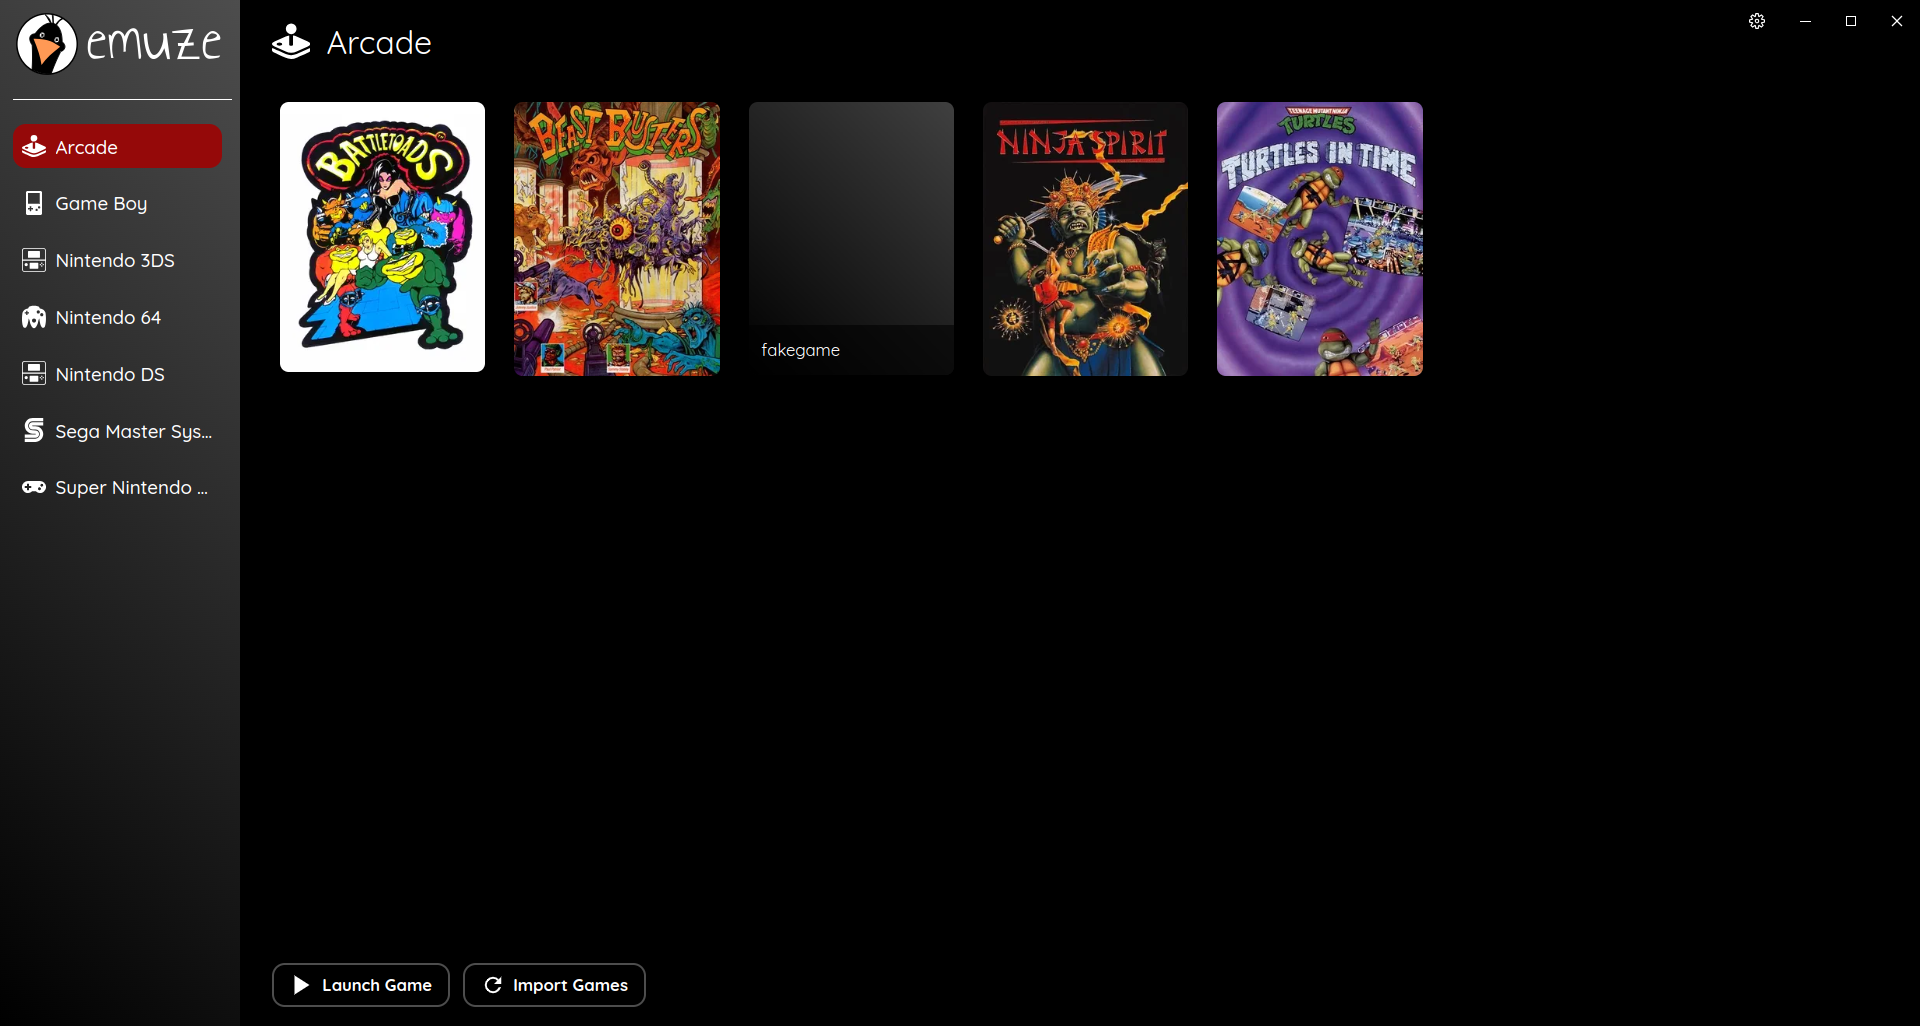 emuze
Arcade
Game Boy
Nintendo 3DS
Nintendo 64
Nintendo DS
Sega Master Sys...
Super Nintendo ...
Arcade
BATTLETOADS
BEAST BUSTERS
fakegame
NINJA SPIRIT
TEENAGE MUTANT NINJA
TURTLES
TURTLES IN TIME
Launch Game
Import Games